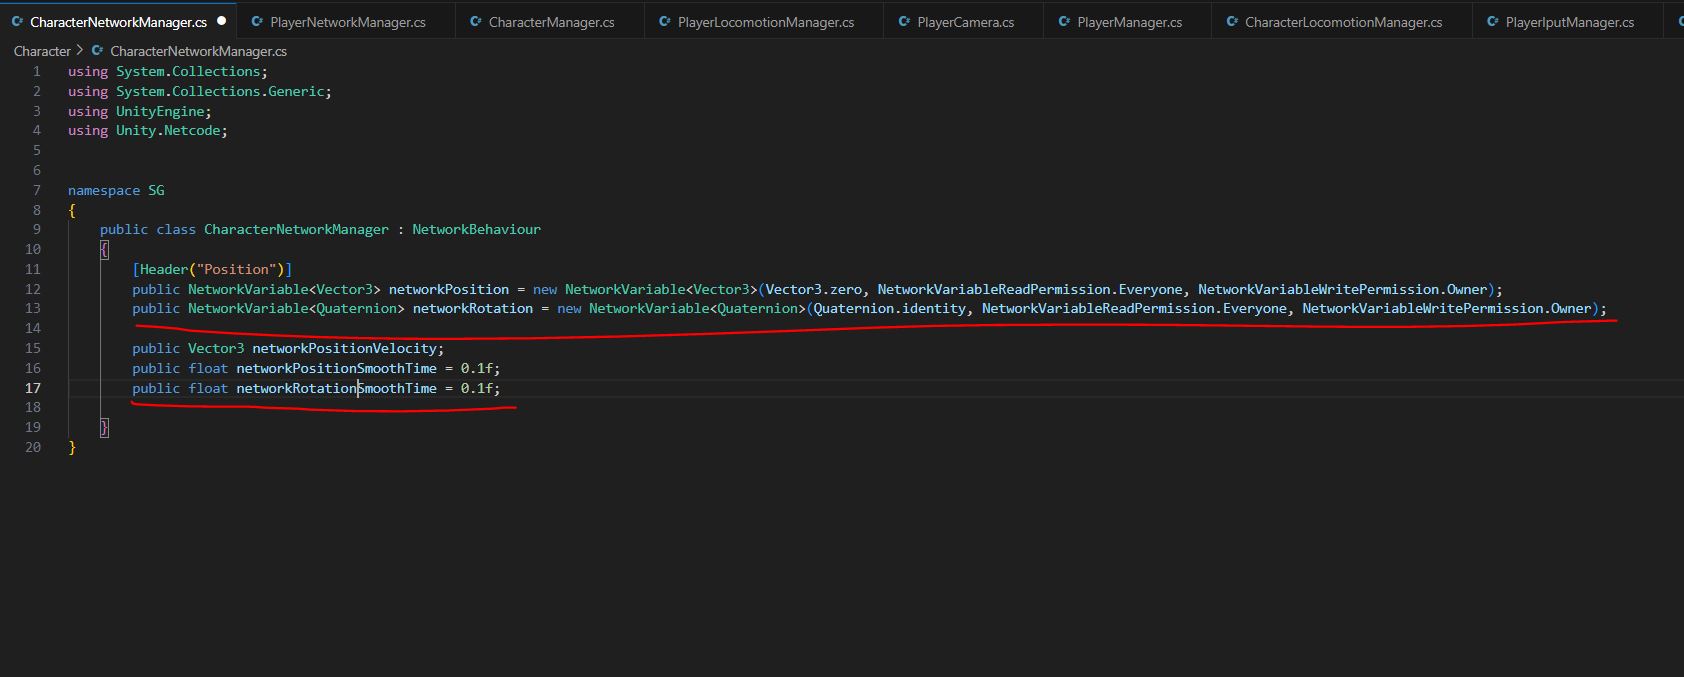 CharacterNetworkManager.cs ● PlayerNetworkManager.cs CharacterManager.cs PlayerLocomotionManager.cs PlayerCamera.cs PlayerManager.cs CharacterLocomotionManager.cs PlayerIputManager.cs
Character > CharacterNetworkManager.cs
1 using System.Collections;
2 using System.Collections.Generic;
3 using UnityEngine;
4 using Unity.Netcode;
5
6
7 namespace SG
8 {
9 public class CharacterNetworkManager : NetworkBehaviour
10 {
11 [Header("Position")]
12 public NetworkVariable<Vector3> networkPosition = new NetworkVariable<Vector3>(Vector3.zero, NetworkVariableReadPermission.Everyone, NetworkVariableWritePermission.Owner);
13 public NetworkVariable<Quaternion> networkRotation = new NetworkVariable<Quaternion>(Quaternion.identity, NetworkVariableReadPermission.Everyone, NetworkVariableWritePermission.Owner);
14
15 public Vector3 networkPositionVelocity;
16 public float networkPositionSmoothTime = 0.1f;
17 public float networkRotationSmoothTime = 0.1f;
18
19 }
20 }